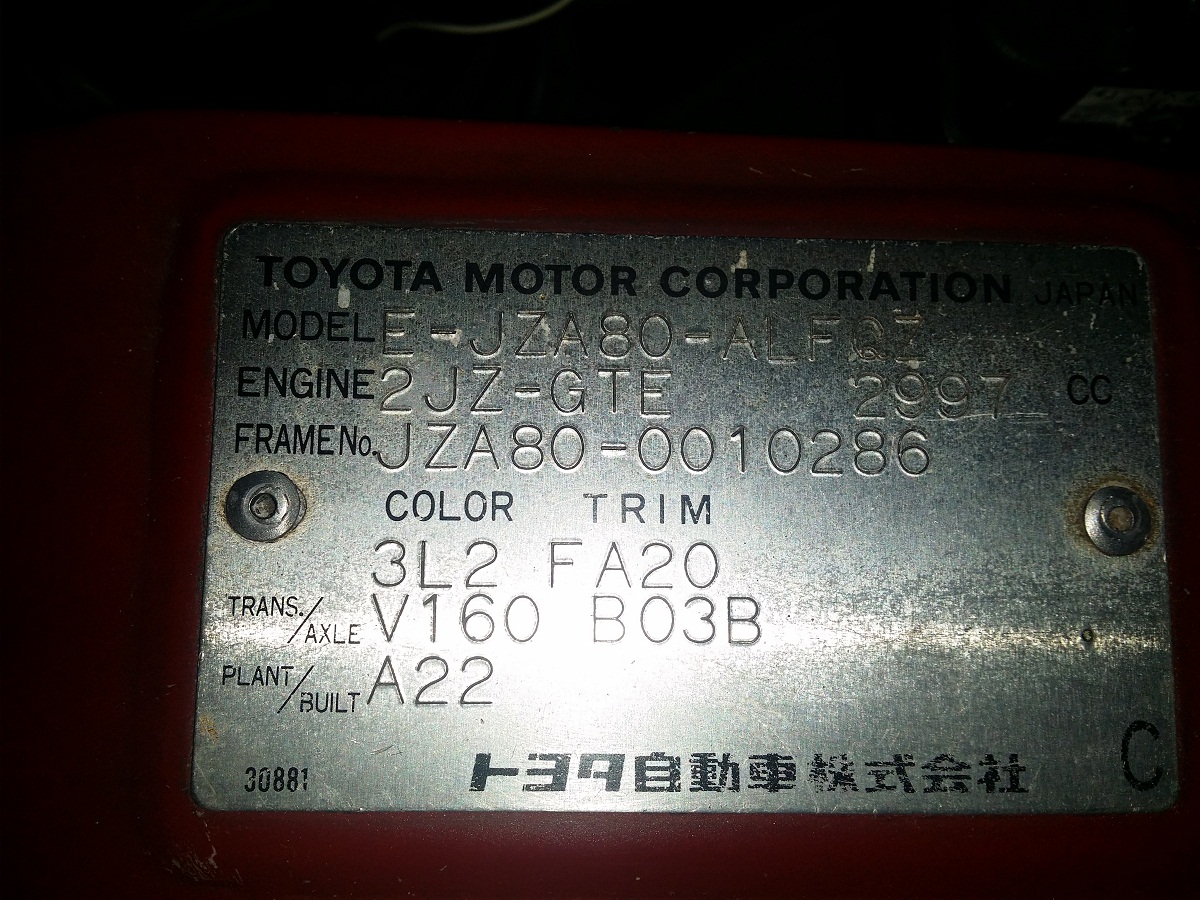 TOYOTA MOTOR CORPORATION JAPAN
MODEL E-JZA80-ALFQZ
ENGINE 2JZ-GTE 2997 CC
FRAME No. JZA80-0010286
COLOR TRIM
3L2 FA20
TRANS./AXLE V160 B03B
PLANT/BUILT A22
30881 トヨタ自動車株式会社 C